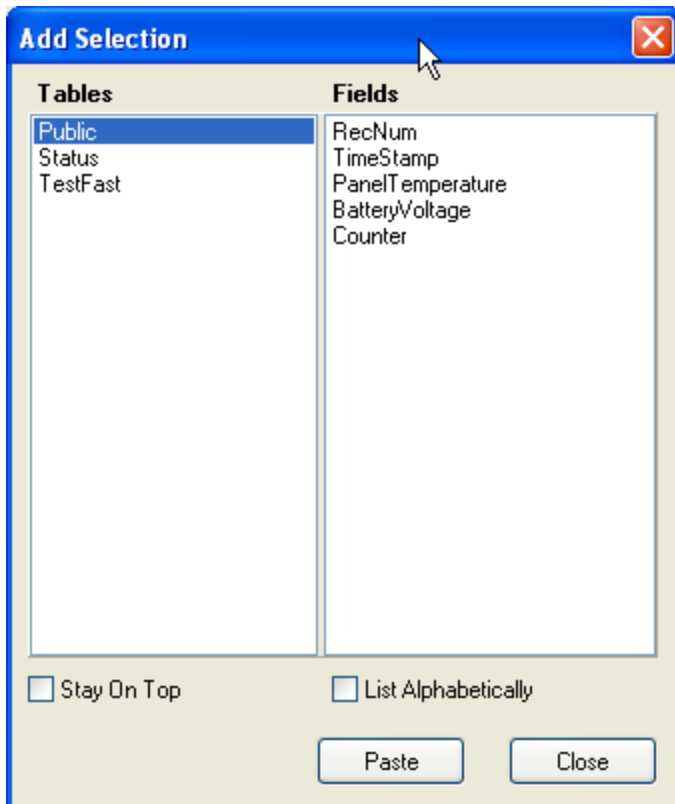 Add Selection
Tables
Fields
Public
Status
TestFast
RecNum
TimeStamp
PanelTemperature
BatteryVoltage
Counter
Stay On Top
List Alphabetically
Paste
Close